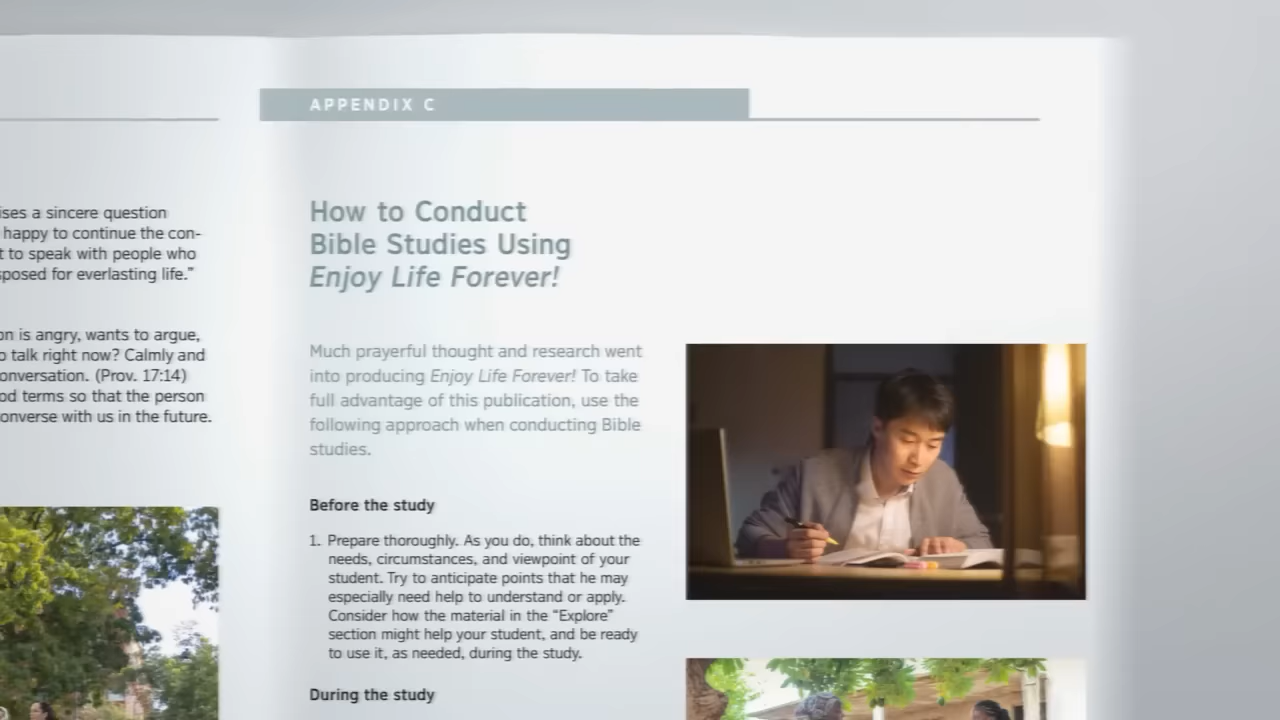 ises a sincere question
happy to continue the con-
t to speak with people who
sposed for everlasting life.”
on is angry, wants to argue,
o talk right now? Calmly and
onversation. (Prov. 17:14)
od terms so that the person
onverse with us in the future.
APPENDIX C
How to Conduct
Bible Studies Using
Enjoy Life Forever!
Much prayerful thought and research went
into producing Enjoy Life Forever! To take
full advantage of this publication, use the
following approach when conducting Bible
studies.
Before the study
1. Prepare thoroughly. As you do, think about the
needs, circumstances, and viewpoint of your
student. Try to anticipate points that he may
especially need help to understand or apply.
Consider how the material in the “Explore”
section might help your student, and be ready
to use it, as needed, during the study.
During the study